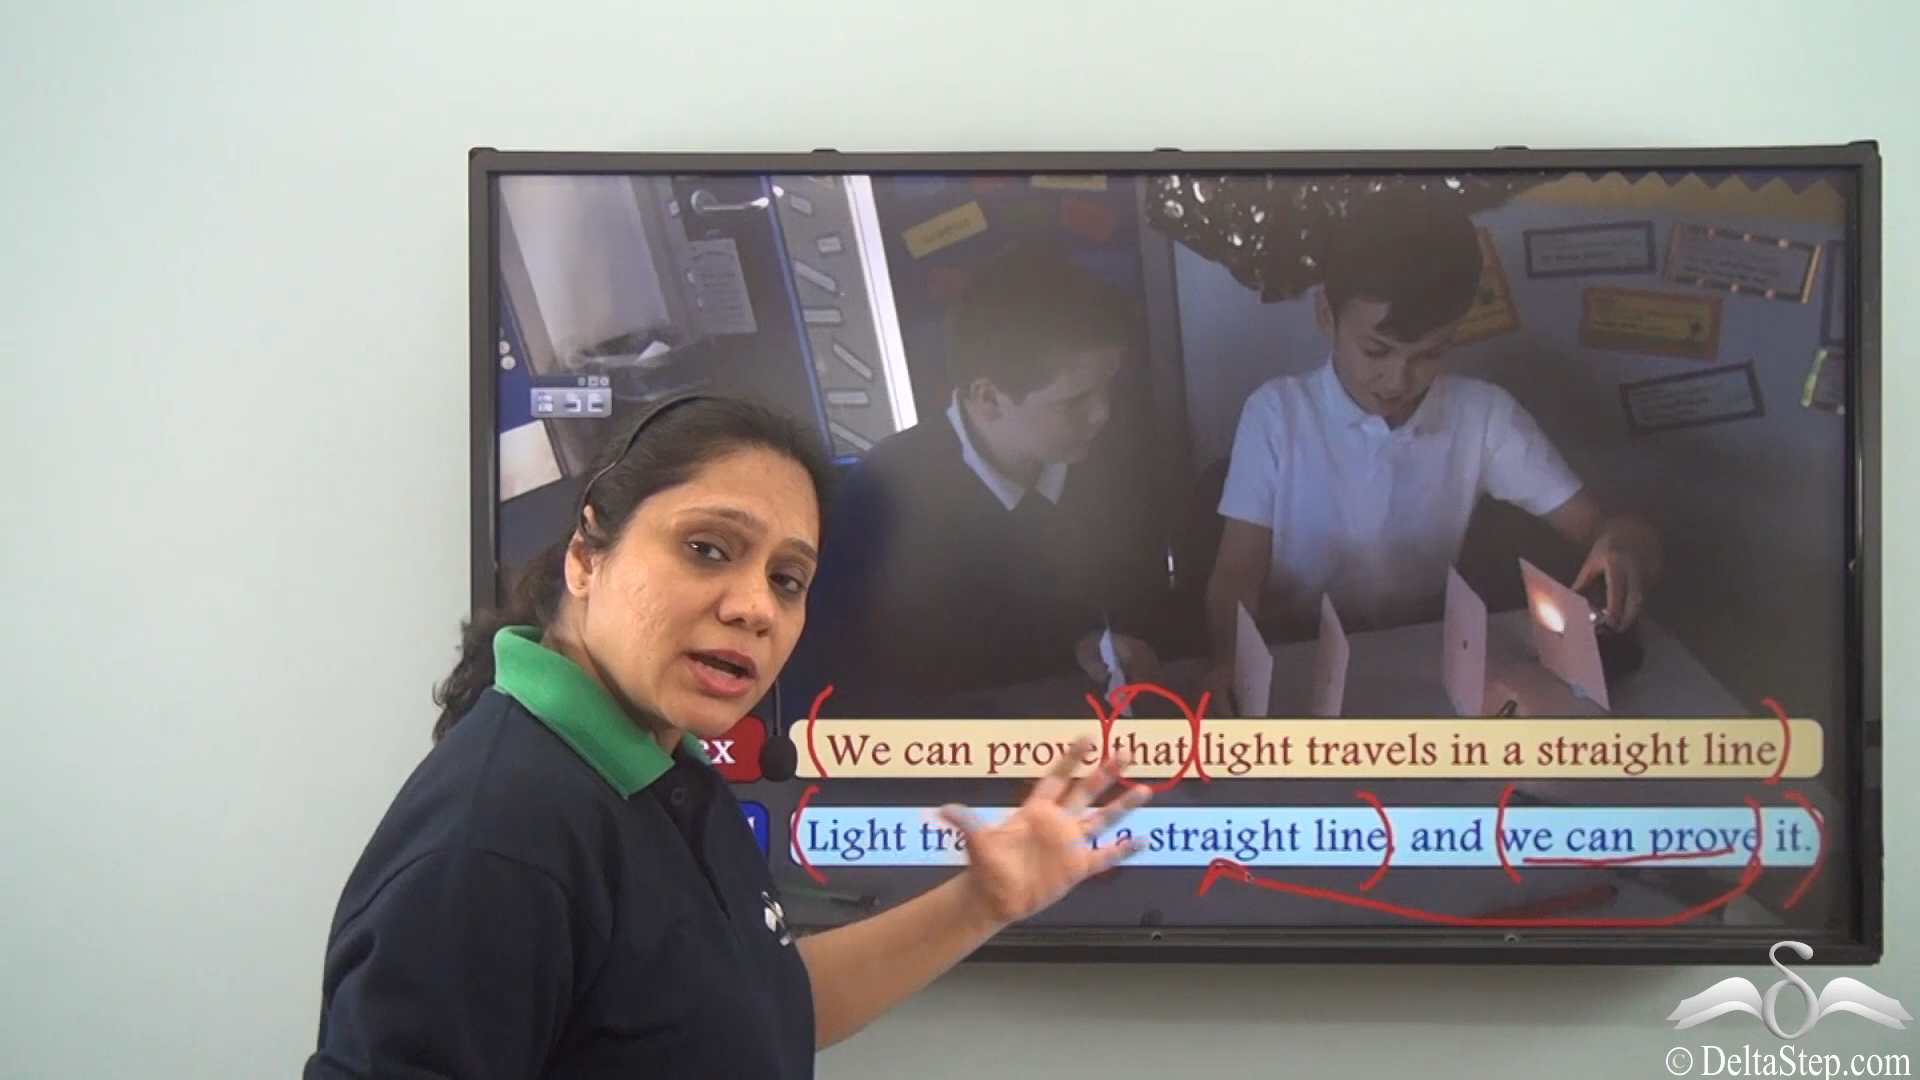 ex We can prove that light travels in a straight line
Light tra a straight line, and we can prove it.
© DeltaStep.com